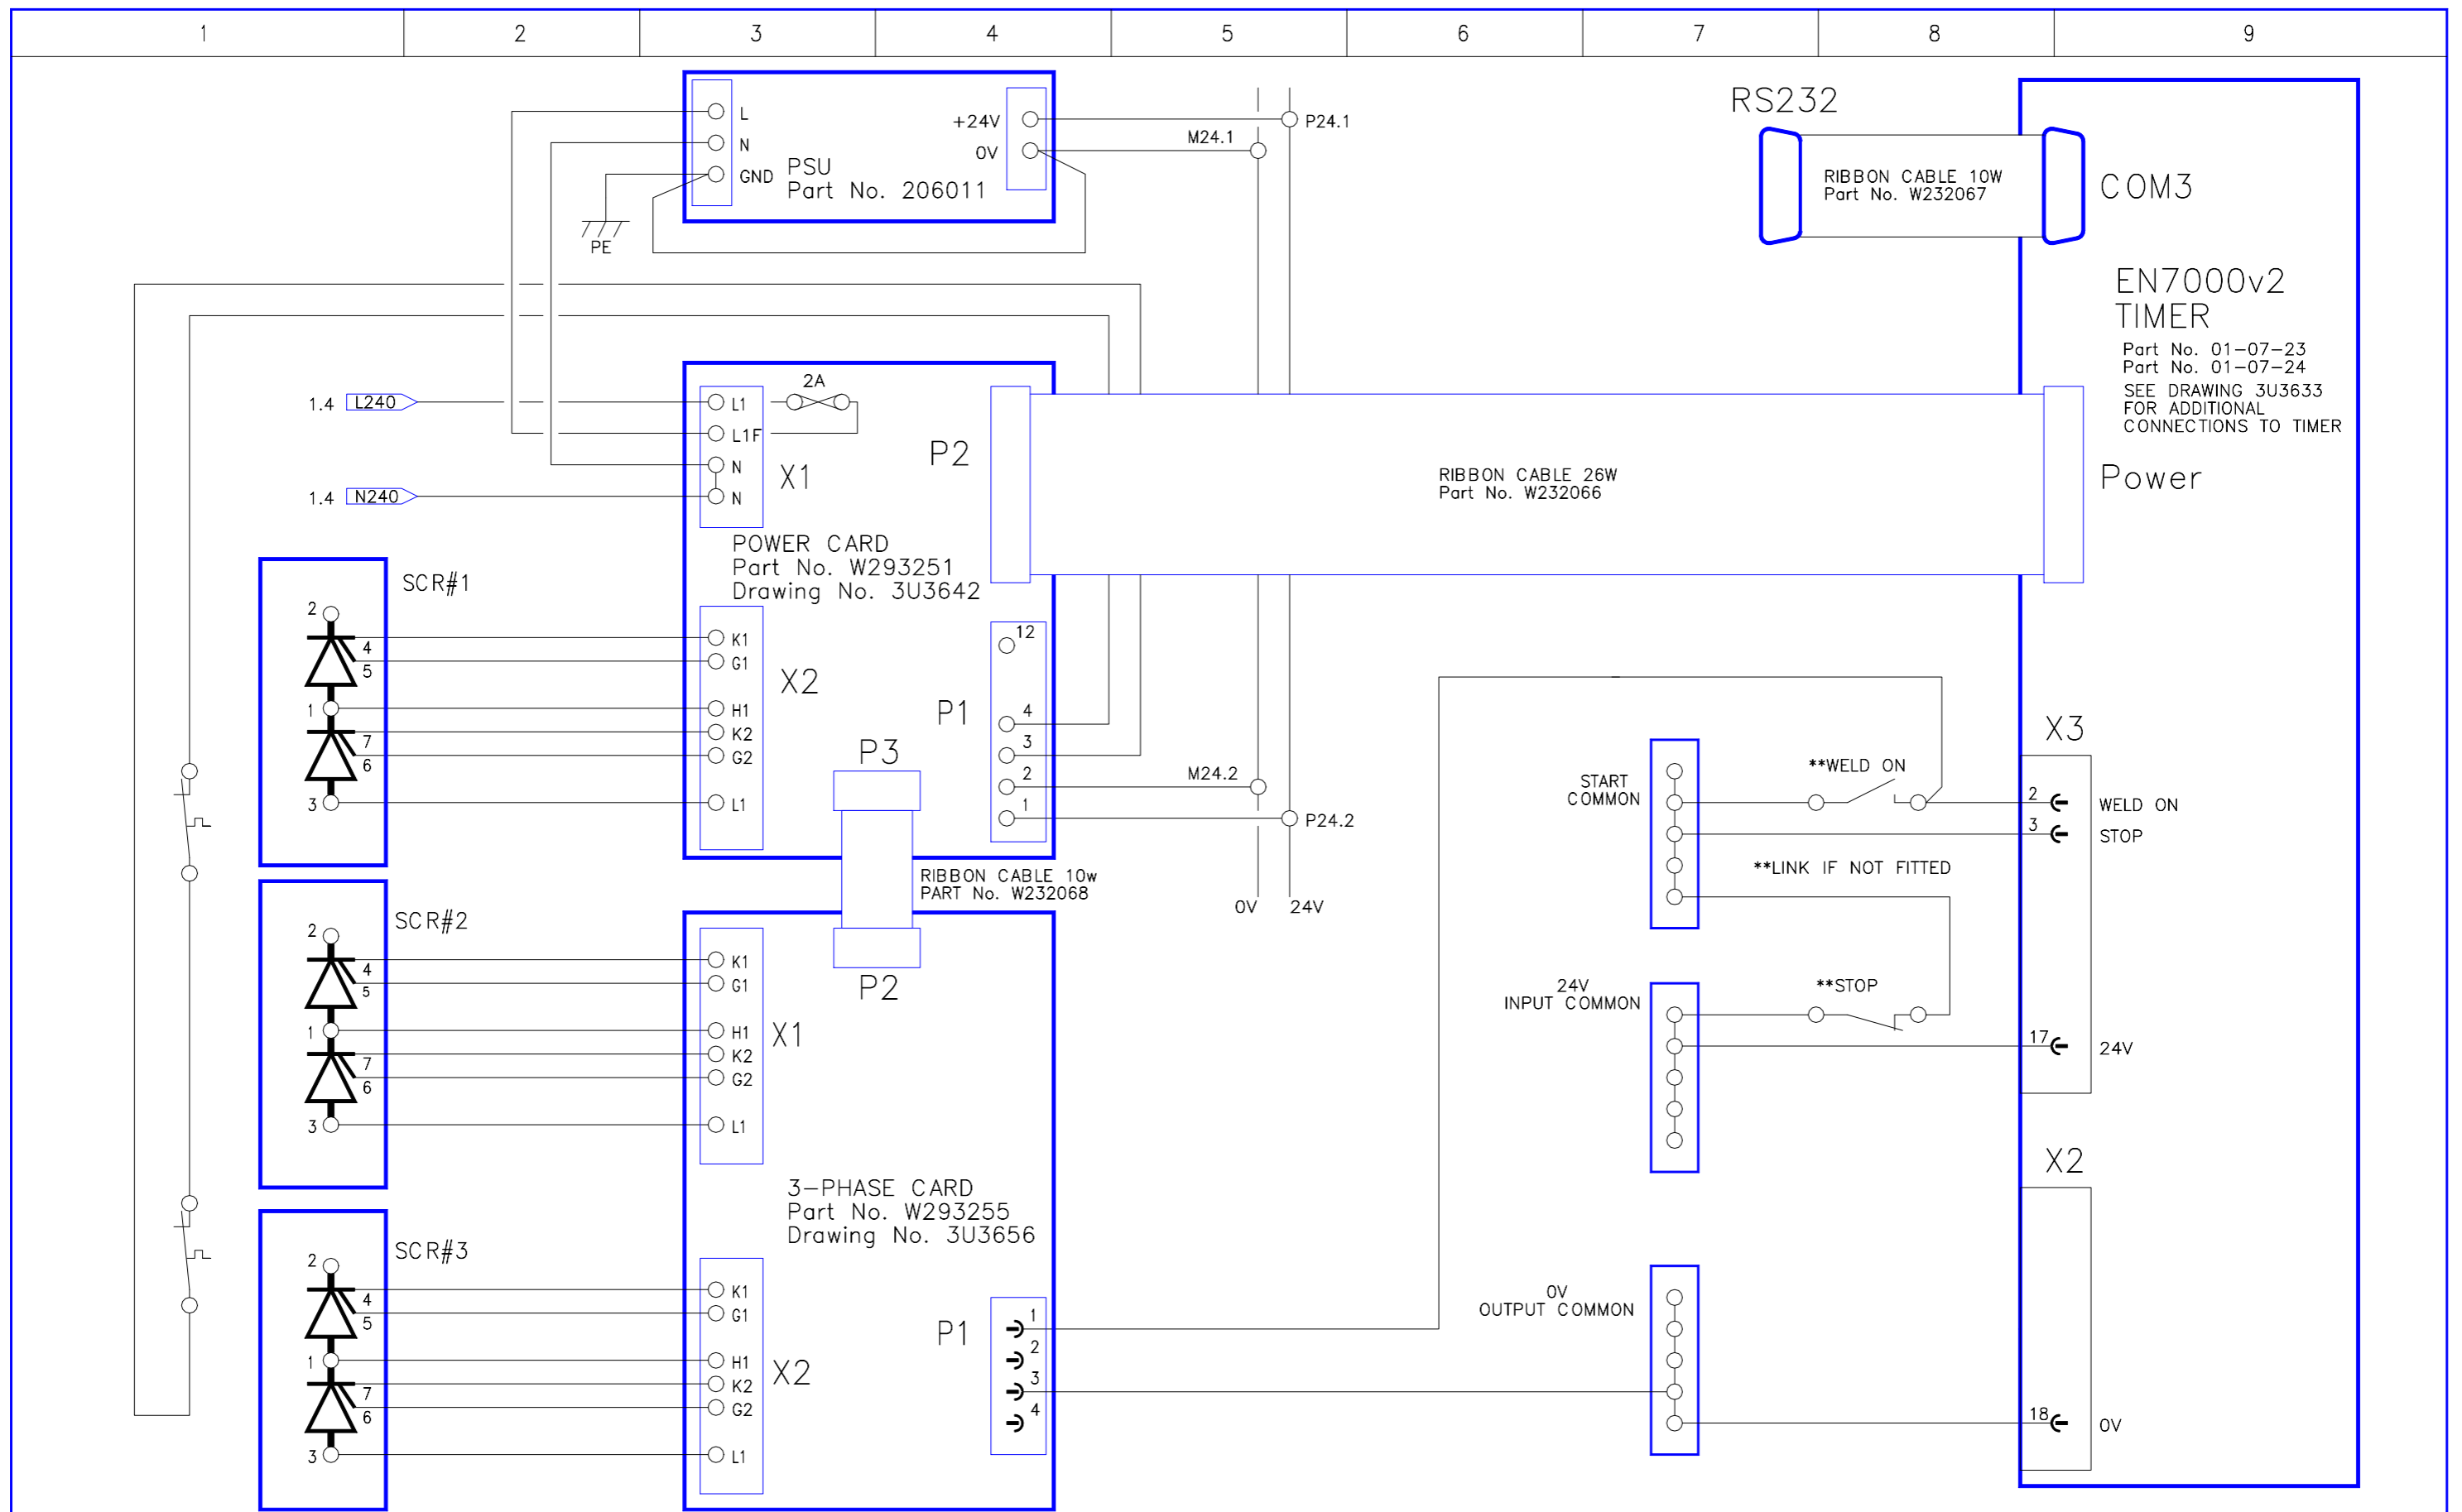 1 2 3 4 5 6 7 8 9
L
N
GND
PSU
Part No. 206011
+24V
0V
PE
M24.1
P24.1
RS232
RIBBON CABLE 10W
Part No. W232067
COM3
EN7000v2
TIMER
Part No. 01-07-23
Part No. 01-07-24
SEE DRAWING 3U3633
FOR ADDITIONAL
CONNECTIONS TO TIMER
Power
1.4 L240
1.4 N240
L1
2A
L1F
N
N
X1
P2
RIBBON CABLE 26W
Part No. W232066
POWER CARD
Part No. W293251
Drawing No. 3U3642
SCR#1
2
4
5
1
7
6
3
K1
G1
H1
K2
G2
L1
X2
P1
12
4
3
2
1
M24.2
P24.2
0V 24V
P3
RIBBON CABLE 10w
PART No. W232068
P2
SCR#2
2
4
5
1
7
6
3
K1
G1
H1
K2
G2
L1
X1
3-PHASE CARD
Part No. W293255
Drawing No. 3U3656
SCR#3
2
4
5
1
7
6
3
K1
G1
H1
K2
G2
L1
X2
P1
1
2
3
4
START
COMMON
**WELD ON
**LINK IF NOT FITTED
24V
INPUT COMMON
**STOP
0V
OUTPUT COMMON
X3
2 WELD ON
3 STOP
17 24V
X2
18 0V